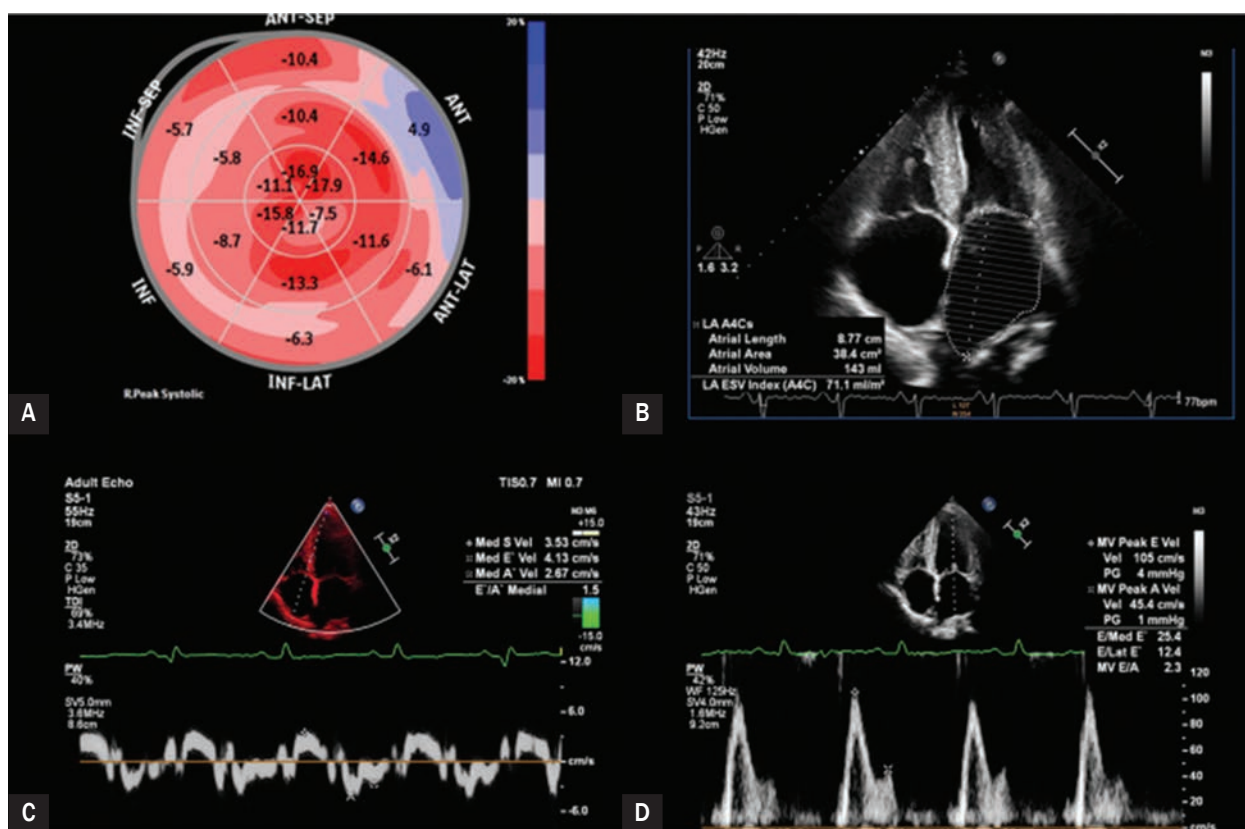 ANT-SEP
20%
-10.4
INF-SEP
ANT
-5.7
4.9
-10.4
-5.8
-14.6
-16.9
-11.1
-17.9
-15.8
-7.5
-11.7
-8.7
-11.6
-5.9
-6.1
-13.3
INF
ANT-LAT
-6.3
INF-LAT
-20%
R.Peak Systolic
A
42Hz
20cm
2D
71%
C 50
P Low
HGen
N3
P R
1.6 3.2
LA A4Cs
Atrial Length 8.77 cm
Atrial Area 38.4 cm²
Atrial Volume 143 ml
LA ESV Index (A4C) 71.1 ml/m²
77bpm
B
Adult Echo
TIS0.7 MI 0.7
S5-1
55Hz
19cm
2D
73%
C 35
P Low
HGen
TDI
69%
3.4MHz
+15.0
Med S Vel 3.53 cm/s
Med E' Vel 4.13 cm/s
Med A' Vel 2.67 cm/s
E'/A' Medial 1.5
-15.0
cm/s
12.0
PW
40%
SV5.0mm
3.6MHz
8.6cm
6.0
cm/s
-6.0
C
S5-1
43Hz
19cm
2D
71%
C 50
P Low
HGen
N3
MV Peak E Vel
Vel 105 cm/s
PG 4 mmHg
MV Peak A Vel
Vel 45.4 cm/s
PG 1 mmHg
E/Med E' 25.4
E/Lat E' 12.4
MV E/A 2.3
PW
42%
WF 125Hz
SV4.0mm
1.6MHz
9.2cm
120
100
80
60
40
20
cm/s
D